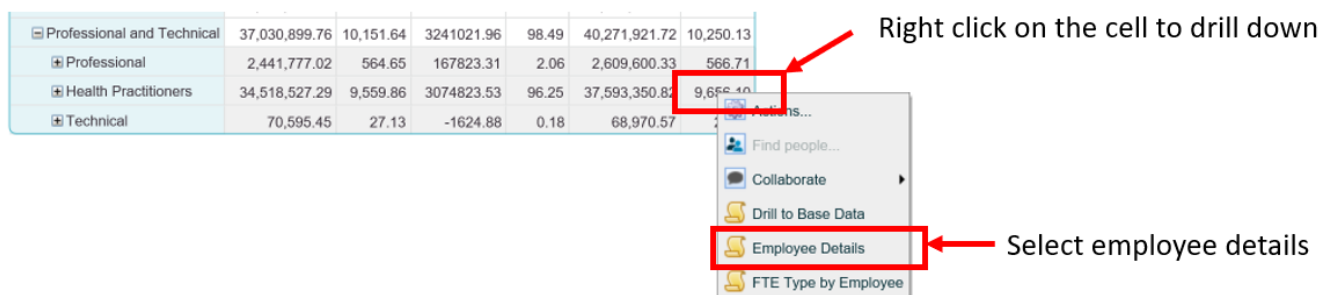 Right click on the cell to drill down
Professional and Technical 37,030,899.76 10,151.64 3241021.96 98.49 40,271,921.72 10,250.13
Professional 2,441,777.02 564.65 167823.31 2.06 2,609,600.33 566.71
Health Practitioners 34,518,527.29 9,559.86 3074823.53 96.25 37,593,350.82 9,656.10
Technical 70,595.45 27.13 -1624.88 0.18 68,970.57
Actions...
Find people...
Collaborate
Drill to Base Data
Employee Details
Select employee details
FTE Type by Employee